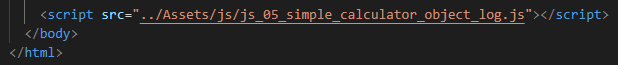 <script src="../Assets/js/js_05_simple_calculator_object_log.js"></script>
</body>
</html>